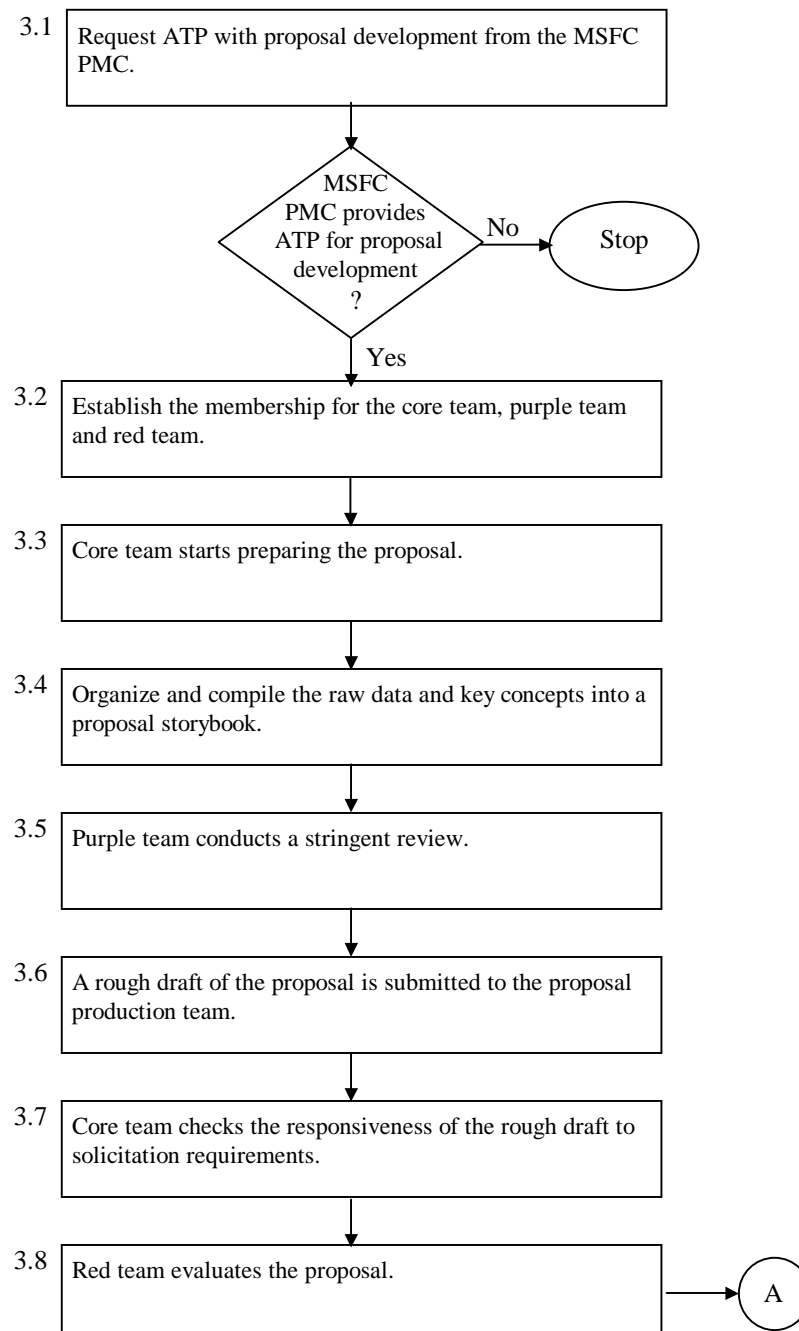 3.1
Request ATP with proposal development from the MSFC
PMC.
MSFC
PMC provides
ATP for proposal
development
?
No
Stop
Yes
3.2
Establish the membership for the core team, purple team
and red team.
3.3
Core team starts preparing the proposal.
3.4
Organize and compile the raw data and key concepts into a
proposal storybook.
3.5
Purple team conducts a stringent review.
3.6
A rough draft of the proposal is submitted to the proposal
production team.
3.7
Core team checks the responsiveness of the rough draft to
solicitation requirements.
3.8
Red team evaluates the proposal.
A